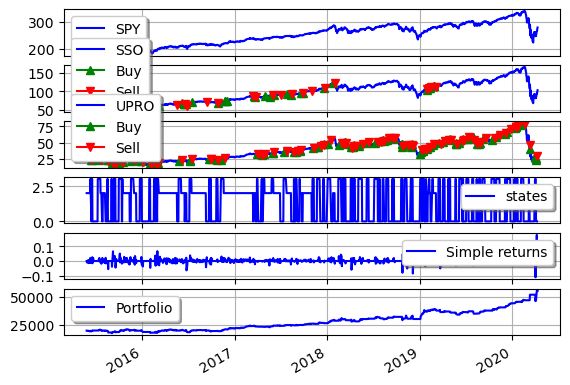 300
200
SPY
150
100
50
SSO
Buy
Sell
75
50
25
UPRO
Buy
Sell
2.5
0.0
states
0.1
0.0
-0.1
Simple returns
50000
25000
Portfolio
2016
2017
2018
2019
2020